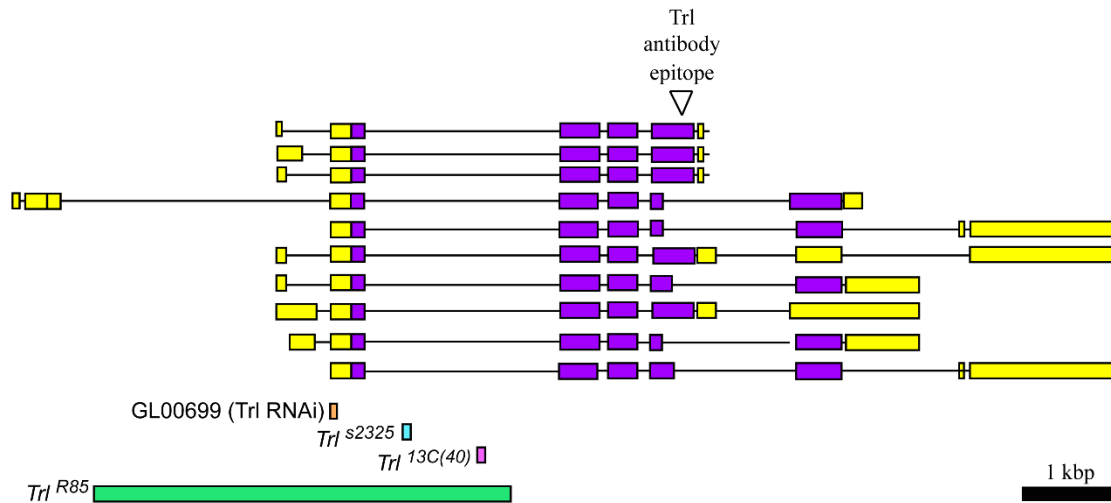 Trl
antibody
epitope
GL00699 (Trl RNAi)
Trl s2325
Trl 13C(40)
Trl R85
1 kbp